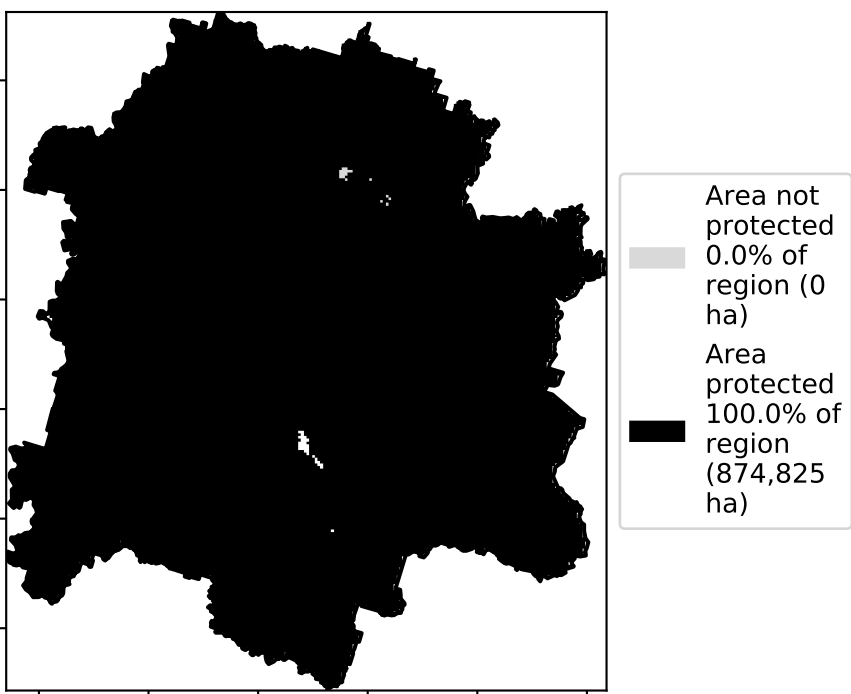 Area not
protected
0.0% of
region (0
ha)
Area
protected
100.0% of
region
(874,825
ha)